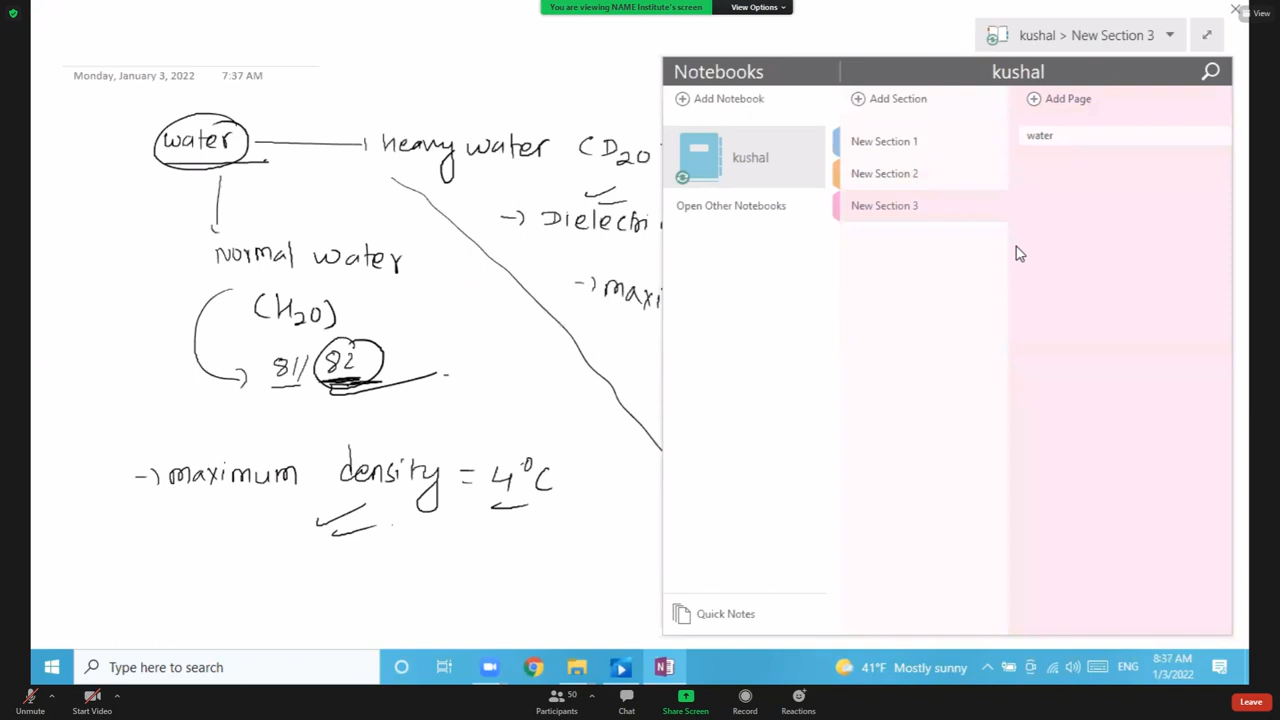 You are viewing NAME Institute's screen
View Options
View
kushal > New Section 3
Monday, January 3, 2022 7:37 AM
Notebooks
kushal
Add Notebook
Add Section
Add Page
water
heavy water (D2O
kushal
New Section 1
water
New Section 2
Open Other Notebooks
New Section 3
-> Dielectri
Normal water
-> maxi
(H2O)
81/ 82
-> maximum density = 4°C
Quick Notes
Type here to search
41°F Mostly sunny
ENG
8:37 AM
1/3/2022
Unmute
Start Video
50
Participants
Chat
Share Screen
Record
Reactions
Leave